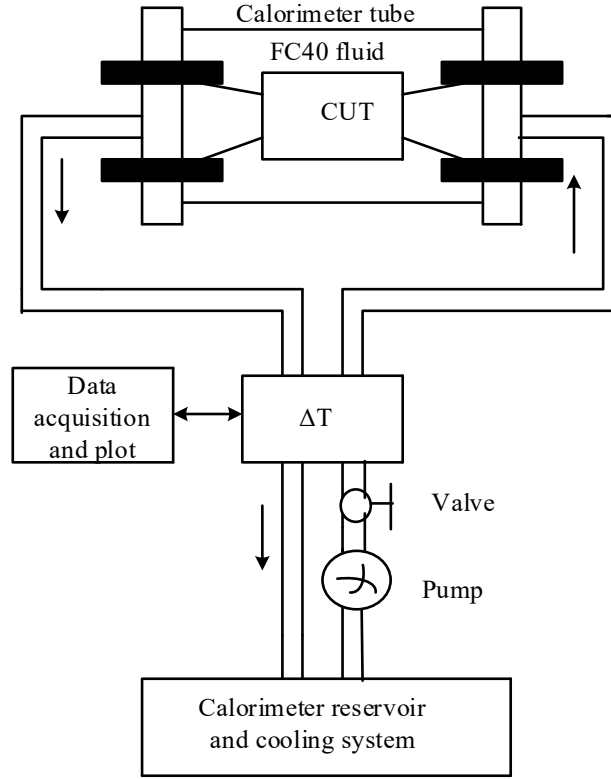 Calorimeter tube
FC40 fluid
CUT
Data
acquisition
and plot
ΔT
Valve
Pump
Calorimeter reservoir
and cooling system